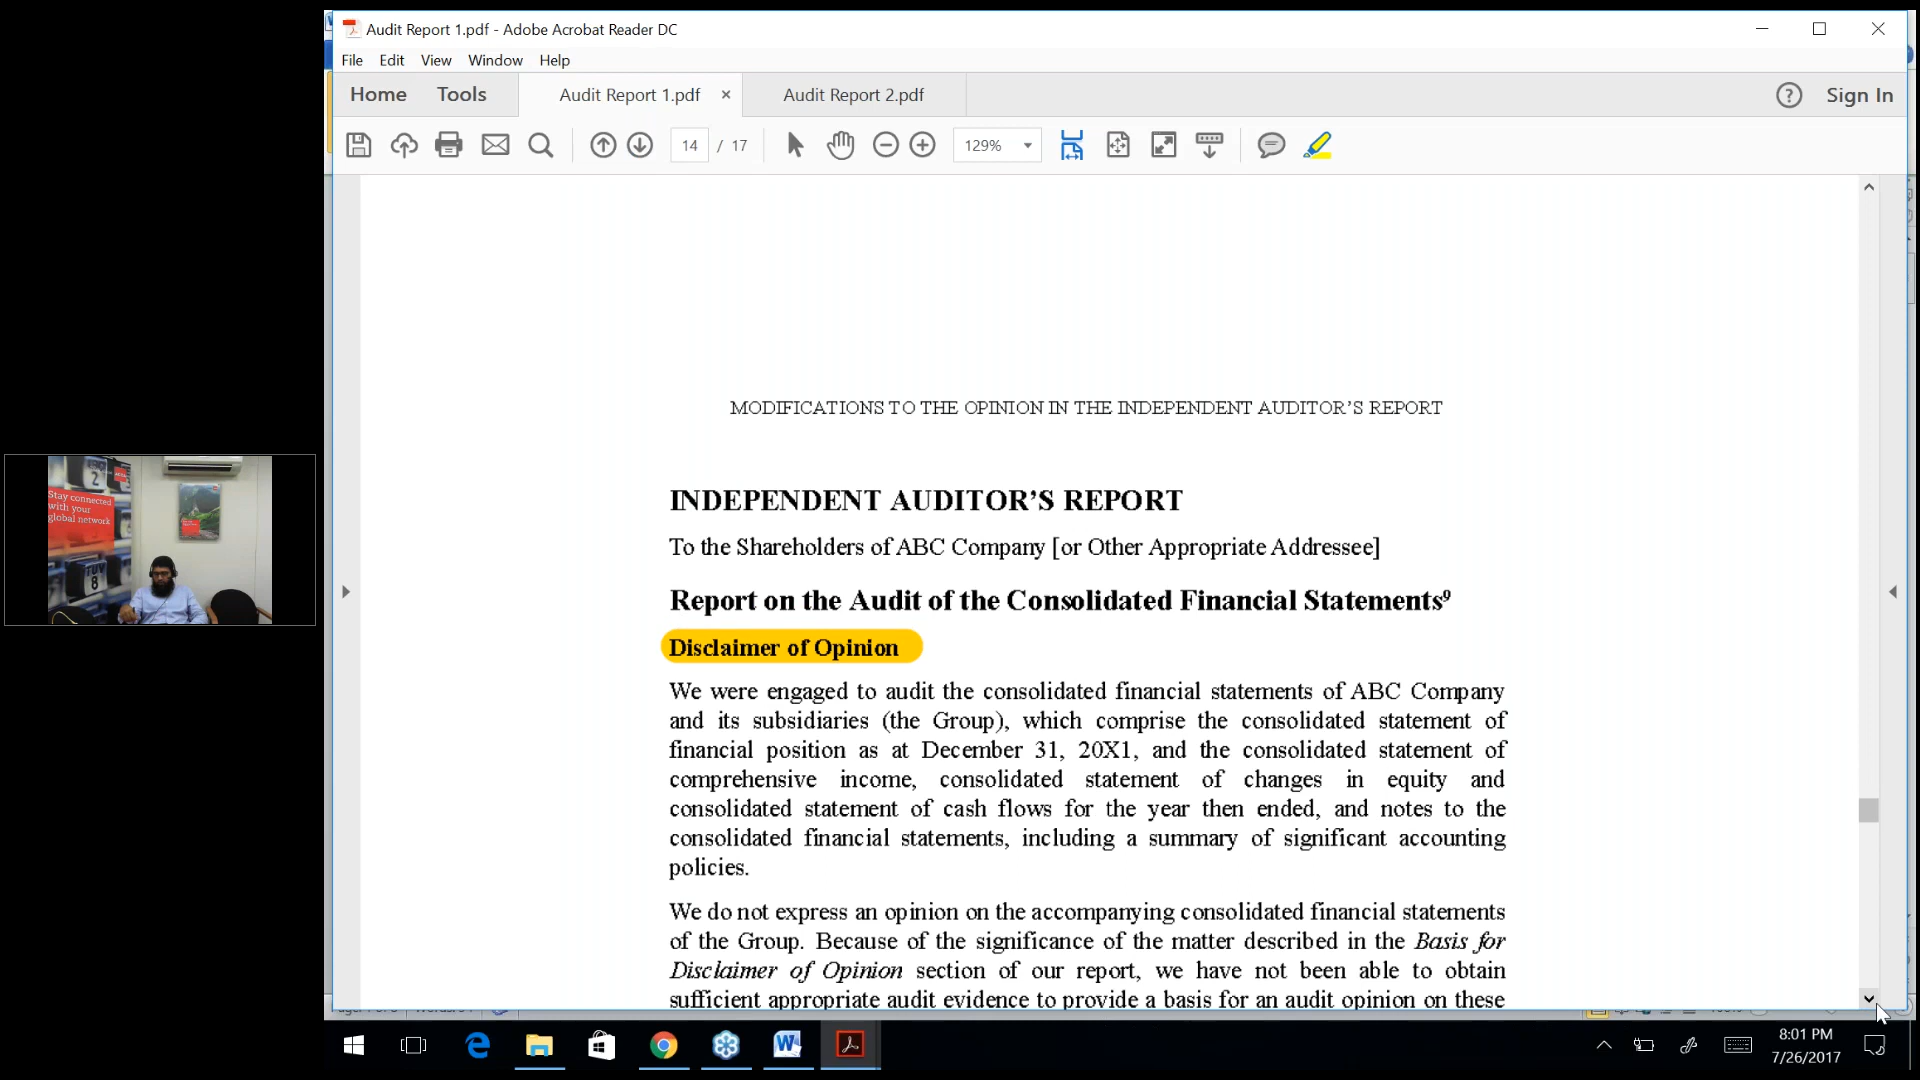 Audit Report 1.pdf - Adobe Acrobat Reader DC
File Edit View Window Help
Home Tools Audit Report 1.pdf × Audit Report 2.pdf ? Sign In
14 / 17 129%
MODIFICATIONS TO THE OPINION IN THE INDEPENDENT AUDITOR'S REPORT
INDEPENDENT AUDITOR'S REPORT
To the Shareholders of ABC Company [or Other Appropriate Addressee]
Report on the Audit of the Consolidated Financial Statements⁹
Disclaimer of Opinion
We were engaged to audit the consolidated financial statements of ABC Company
and its subsidiaries (the Group), which comprise the consolidated statement of
financial position as at December 31, 20X1, and the consolidated statement of
comprehensive income, consolidated statement of changes in equity and
consolidated statement of cash flows for the year then ended, and notes to the
consolidated financial statements, including a summary of significant accounting
policies.
We do not express an opinion on the accompanying consolidated financial statements
of the Group. Because of the significance of the matter described in the Basis for
Disclaimer of Opinion section of our report, we have not been able to obtain
sufficient appropriate audit evidence to provide a basis for an audit opinion on these
Stay connected
with your
global network
2
TUV
8
8:01 PM
7/26/2017